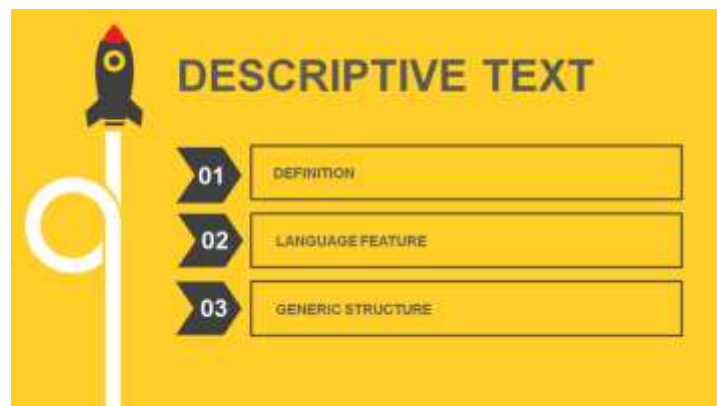 DESCRIPTIVE TEXT
01 DEFINITION
02 LANGUAGE FEATURE
03 GENERIC STRUCTURE